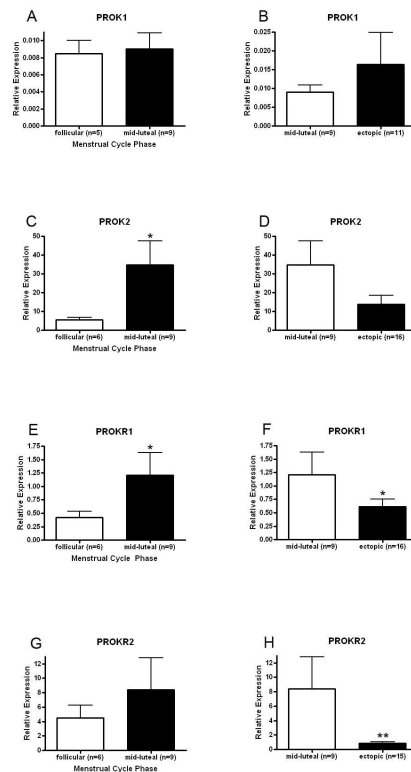 A
PROK1
Relative Expression
0.010
0.008
0.006
0.004
0.002
0.000
follicular (n=5) mid-luteal (n=9)
Menstrual Cycle Phase
B
PROK1
Relative Expression
0.025
0.020
0.015
0.010
0.005
0.000
mid-luteal (n=9) ectopic (n=11)
C
PROK2
Relative Expression
50
40
30
20
10
0
*
follicular (n=6) mid-luteal (n=9)
Menstrual Cycle Phase
D
PROK2
Relative Expression
50
40
30
20
10
0
mid-luteal (n=9) ectopic (n=16)
E
PROKR1
Relative Expression
1.75
1.50
1.25
1.00
0.75
0.50
0.25
0.00
*
follicular (n=6) mid-luteal (n=9)
Menstrual Cycle Phase
F
PROKR1
Relative Expression
1.75
1.50
1.25
1.00
0.75
0.50
0.25
0.00
*
mid-luteal (n=9) ectopic (n=16)
G
PROKR2
Relative Expression
12
10
8
6
4
2
0
follicular (n=6) mid-luteal (n=9)
Menstrual Cycle Phase
H
PROKR2
Relative Expression
12
10
8
6
4
2
0
**
mid-luteal (n=9) ectopic (n=15)